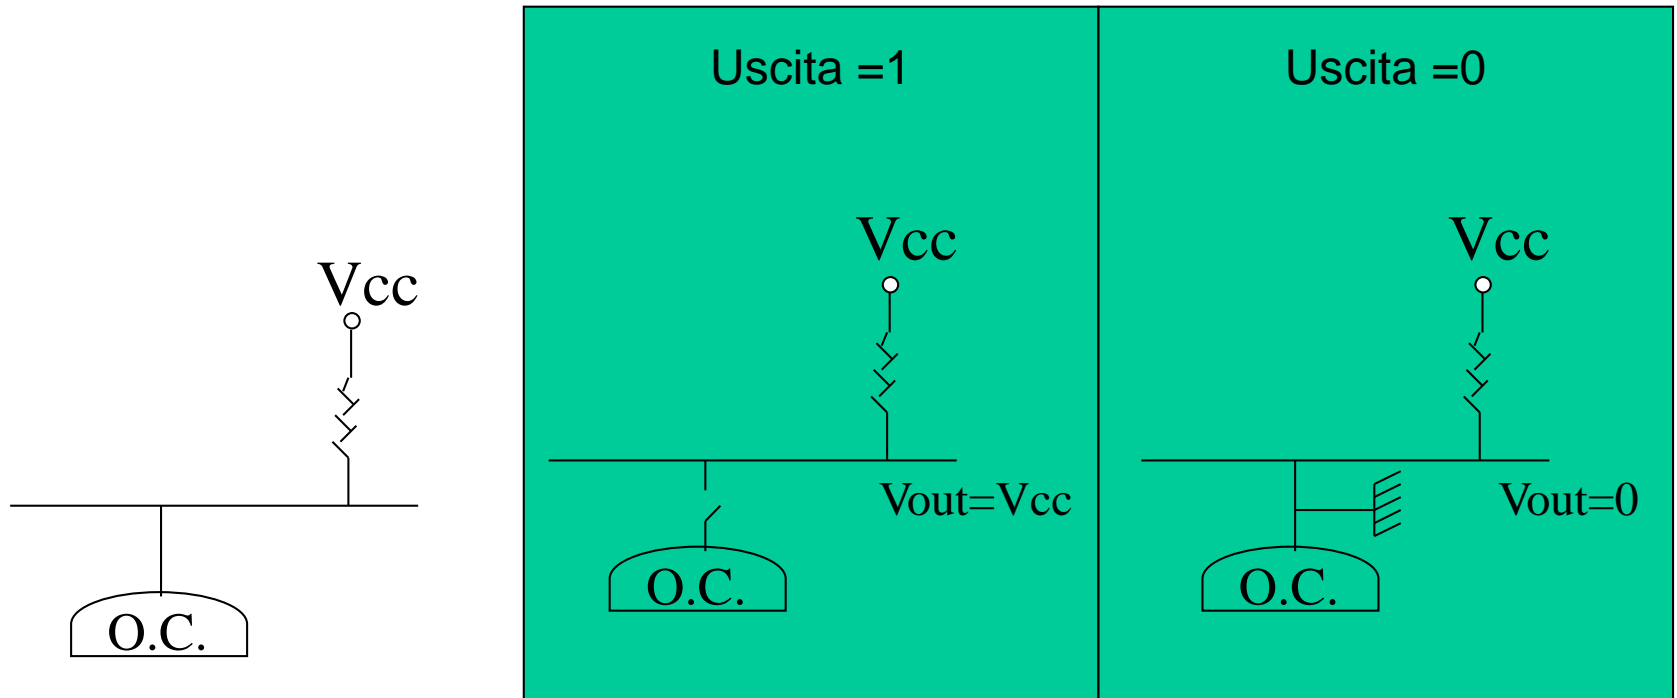 Vcc
O.C.
Uscita =1
Vcc
Vout=Vcc
O.C.
Uscita =0
Vcc
Vout=0
O.C.